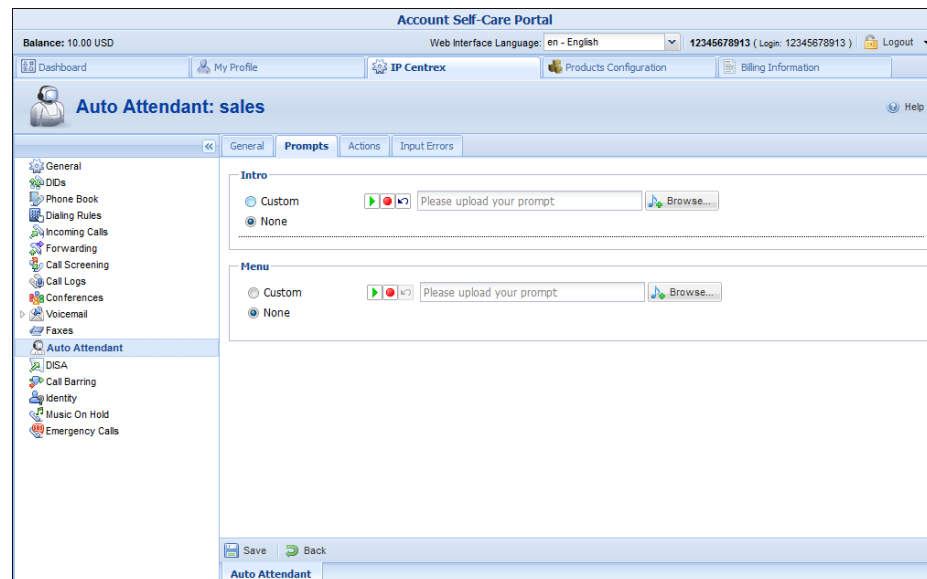 Account Self-Care Portal
Balance: 10.00 USD Web Interface Language: en - English 12345678913 ( Login: 12345678913 ) Logout
Dashboard My Profile IP Centrex Products Configuration Billing Information
Auto Attendant: sales Help
General Prompts Actions Input Errors
General
DIDs
Phone Book
Dialing Rules
Incoming Calls
Forwarding
Call Screening
Call Logs
Conferences
Voicemail
Faxes
Auto Attendant
DISA
Call Barring
Identity
Music On Hold
Emergency Calls
Intro
Custom Please upload your prompt Browse...
None
Menu
Custom Please upload your prompt Browse...
None
Save Back
Auto Attendant